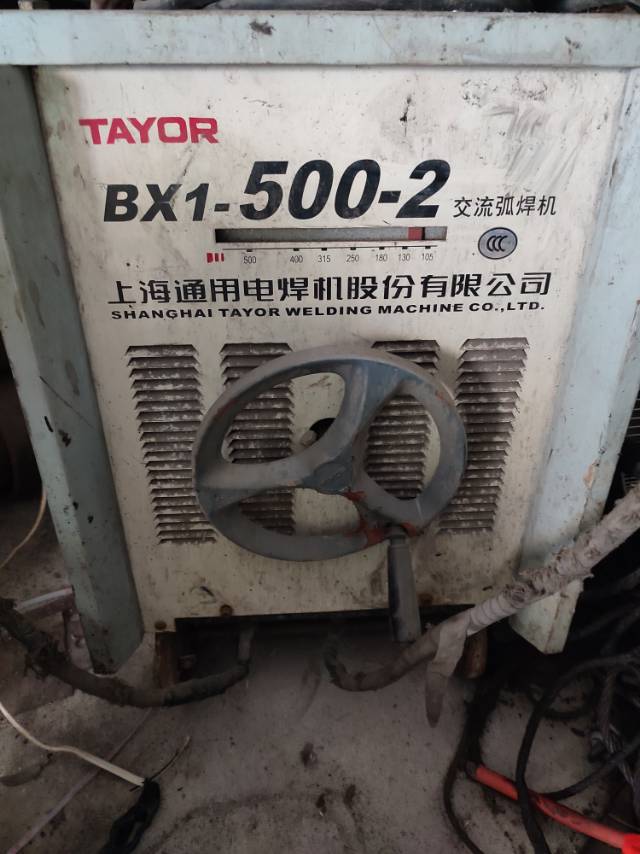 TAYOR
BX1-500-2 交流弧焊机
500 400 315 250 180 130 105
CCC
上海通用电焊机股份有限公司
SHANGHAI TAYOR WELDING MACHINE CO.,LTD.